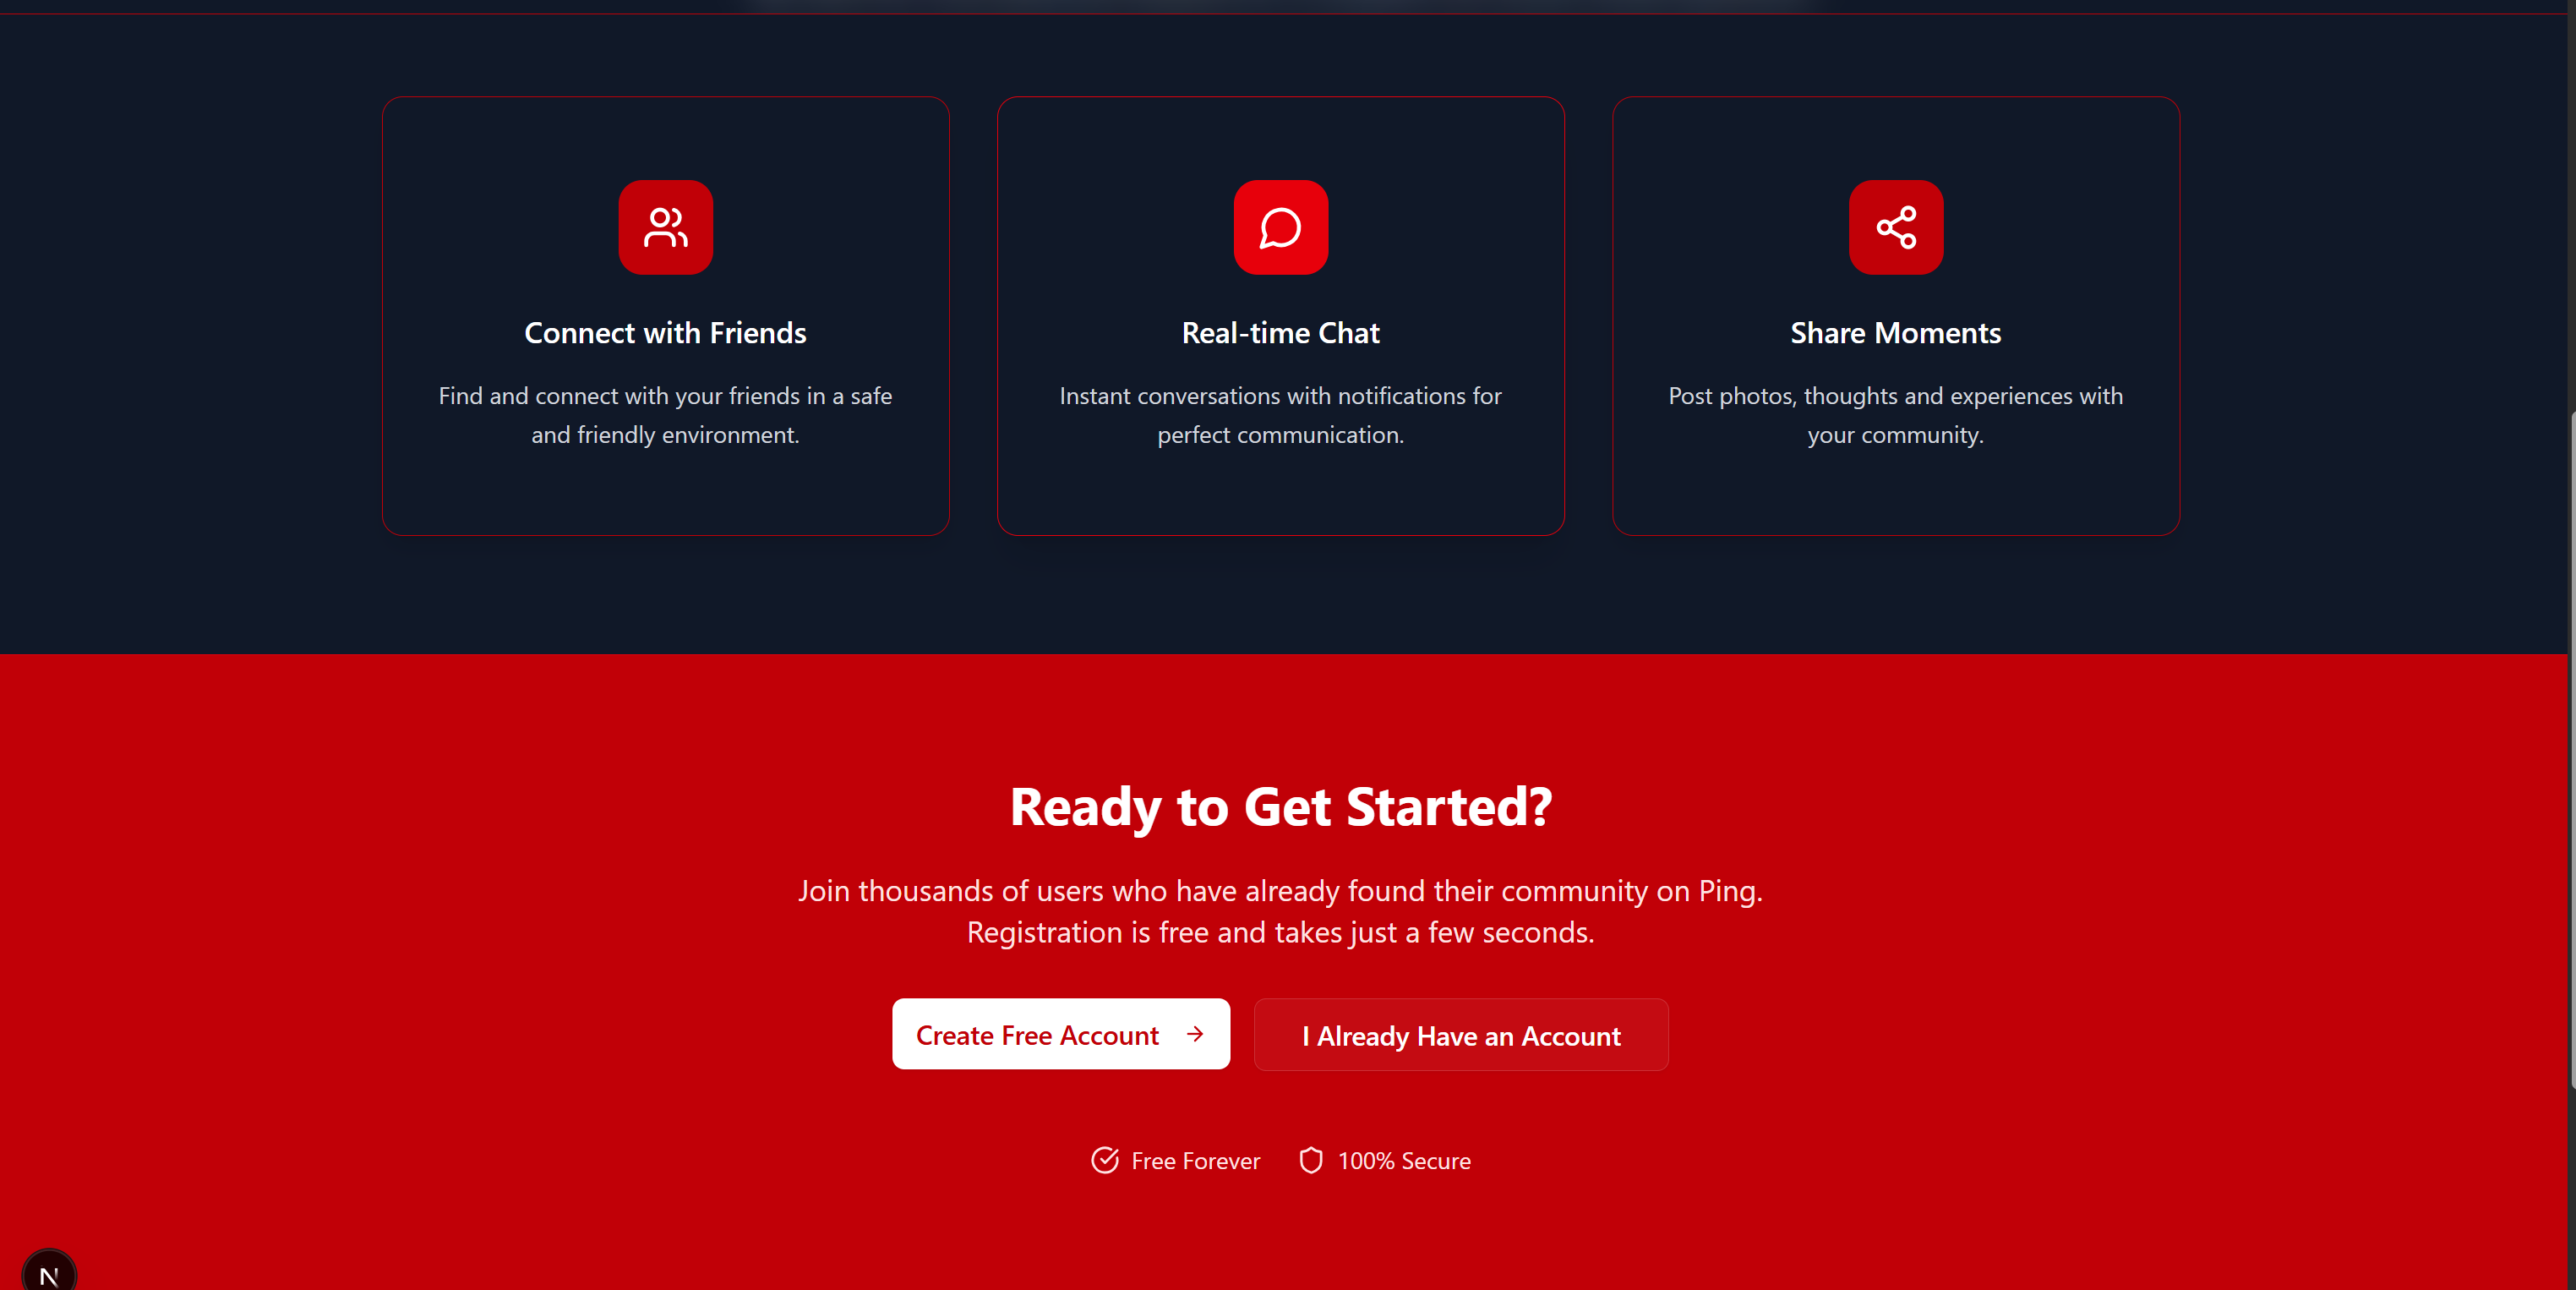 Connect with Friends
Find and connect with your friends in a safe
and friendly environment.
Real-time Chat
Instant conversations with notifications for
perfect communication.
Share Moments
Post photos, thoughts and experiences with
your community.
Ready to Get Started?
Join thousands of users who have already found their community on Ping.
Registration is free and takes just a few seconds.
Create Free Account
I Already Have an Account
Free Forever
100% Secure
N